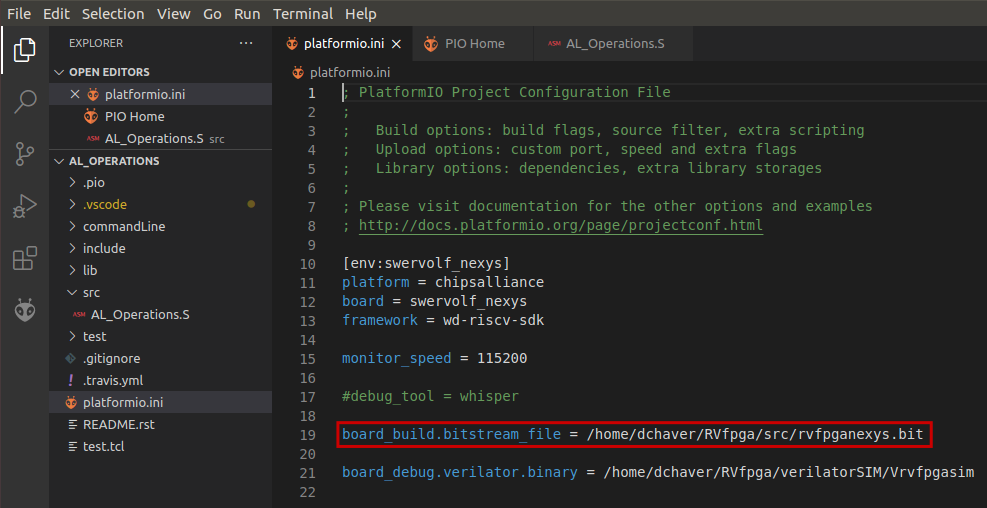 File Edit Selection View Go Run Terminal Help
EXPLORER ...
OPEN EDITORS
platformio.ini
PIO Home
ASM AL_Operations.S src
AL_OPERATIONS
.pio
.vscode
commandLine
include
lib
src
ASM AL_Operations.S
test
.gitignore
! .travis.yml
platformio.ini
README.rst
test.tcl
platformio.ini
PIO Home
ASM AL_Operations.S
platformio.ini
1 ; PlatformIO Project Configuration File
2 ;
3 ;   Build options: build flags, source filter, extra scripting
4 ;   Upload options: custom port, speed and extra flags
5 ;   Library options: dependencies, extra library storages
6 ;
7 ; Please visit documentation for the other options and examples
8 ; http://docs.platformio.org/page/projectconf.html
9
10 [env:swervolf_nexys]
11 platform = chipsalliance
12 board = swervolf_nexys
13 framework = wd-riscv-sdk
14
15 monitor_speed = 115200
16
17 #debug_tool = whisper
18
19 board_build.bitstream_file = /home/dchaver/RVfpga/src/rvfpganexys.bit
20
21 board_debug.verilator.binary = /home/dchaver/RVfpga/verilatorSIM/Vrvfpgasim
22